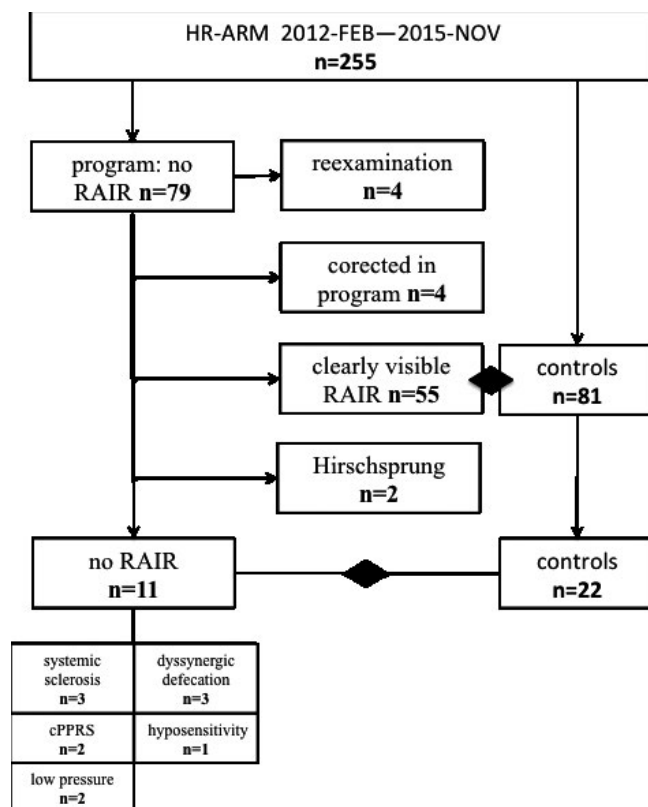 HR-ARM 2012-FEB—2015-NOV
n=255
program: no
RAIR n=79
reexamination
n=4
corected in
program n=4
clearly visible
RAIR n=55
controls
n=81
Hirschsprung
n=2
no RAIR
n=11
controls
n=22
systemic
sclerosis
n=3
dyssynergic
defecation
n=3
cPPRS
n=2
hyposensitivity
n=1
low pressure
n=2